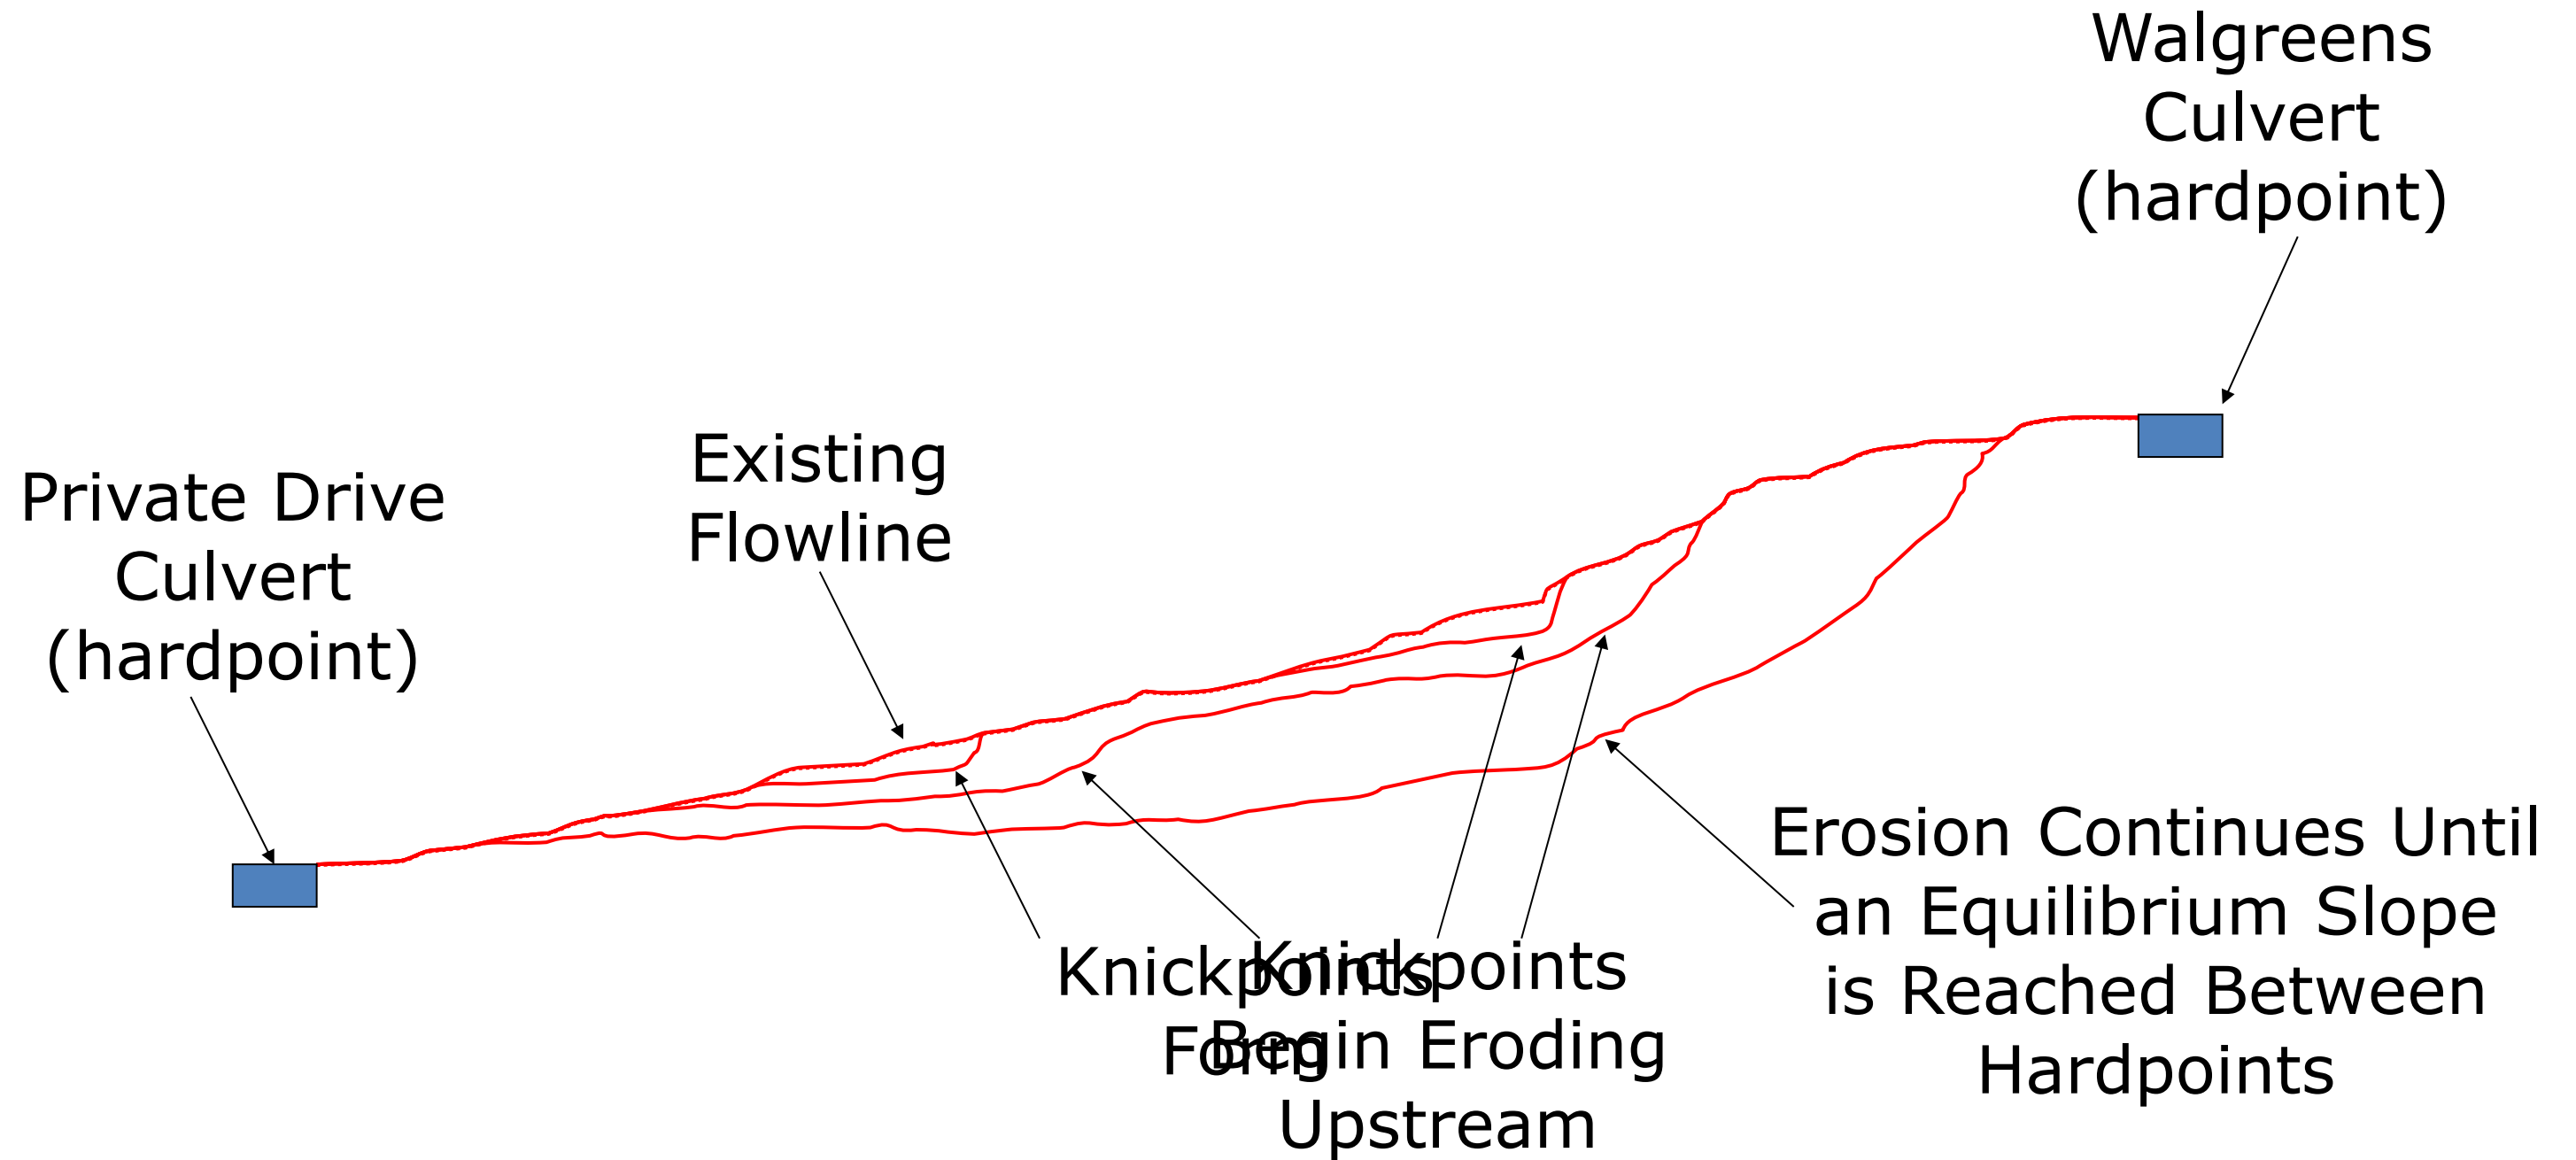 Walgreens
Culvert
(hardpoint)
Existing
Flowline
Private Drive
Culvert
(hardpoint)
Knickpoints
Form
Knickpoints
Begin Eroding
Upstream
Erosion Continues Until
an Equilibrium Slope
is Reached Between
Hardpoints